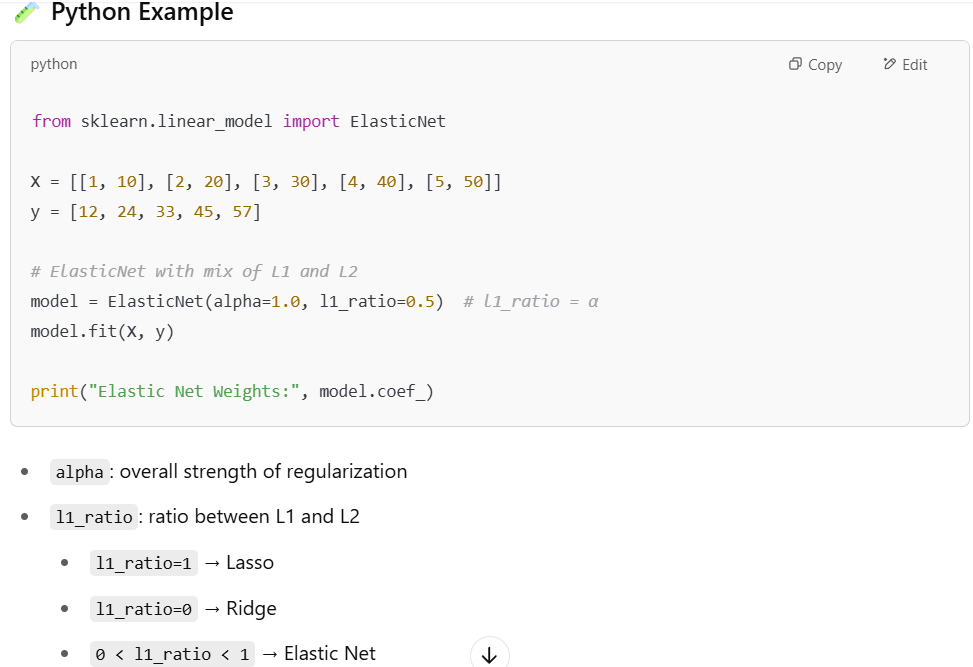 Python Example
python
Copy
Edit
from sklearn.linear_model import ElasticNet
X = [[1, 10], [2, 20], [3, 30], [4, 40], [5, 50]]
y = [12, 24, 33, 45, 57]
# ElasticNet with mix of L1 and L2
model = ElasticNet(alpha=1.0, l1_ratio=0.5)  # l1_ratio = α
model.fit(X, y)
print("Elastic Net Weights:", model.coef_)
alpha: overall strength of regularization
l1_ratio: ratio between L1 and L2
l1_ratio=1 → Lasso
l1_ratio=0 → Ridge
0 < l1_ratio < 1 → Elastic Net